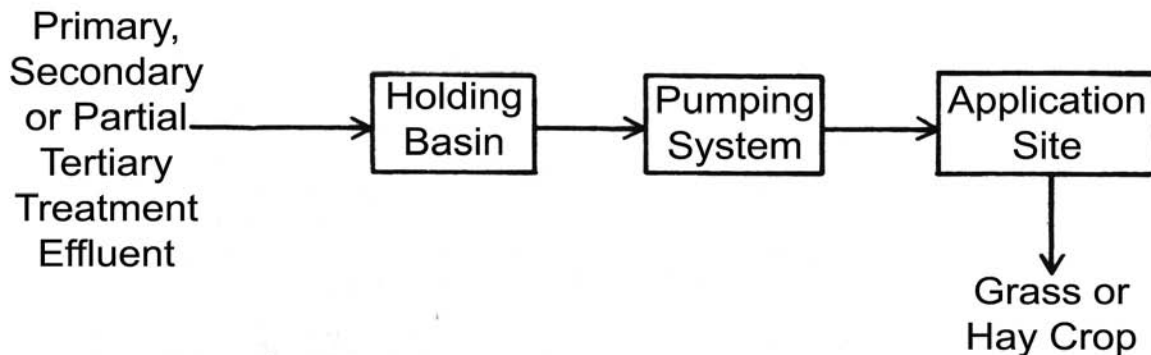 Primary,
Secondary
or Partial
Tertiary
Treatment
Effluent
Holding
Basin
Pumping
System
Application
Site
Grass or
Hay Crop